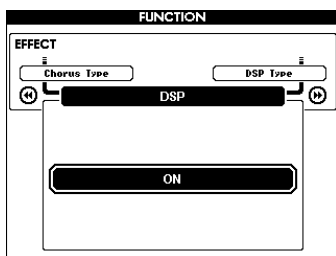 FUNCTION
EFFECT
Chorus Type
DSP Type
DSP
ON